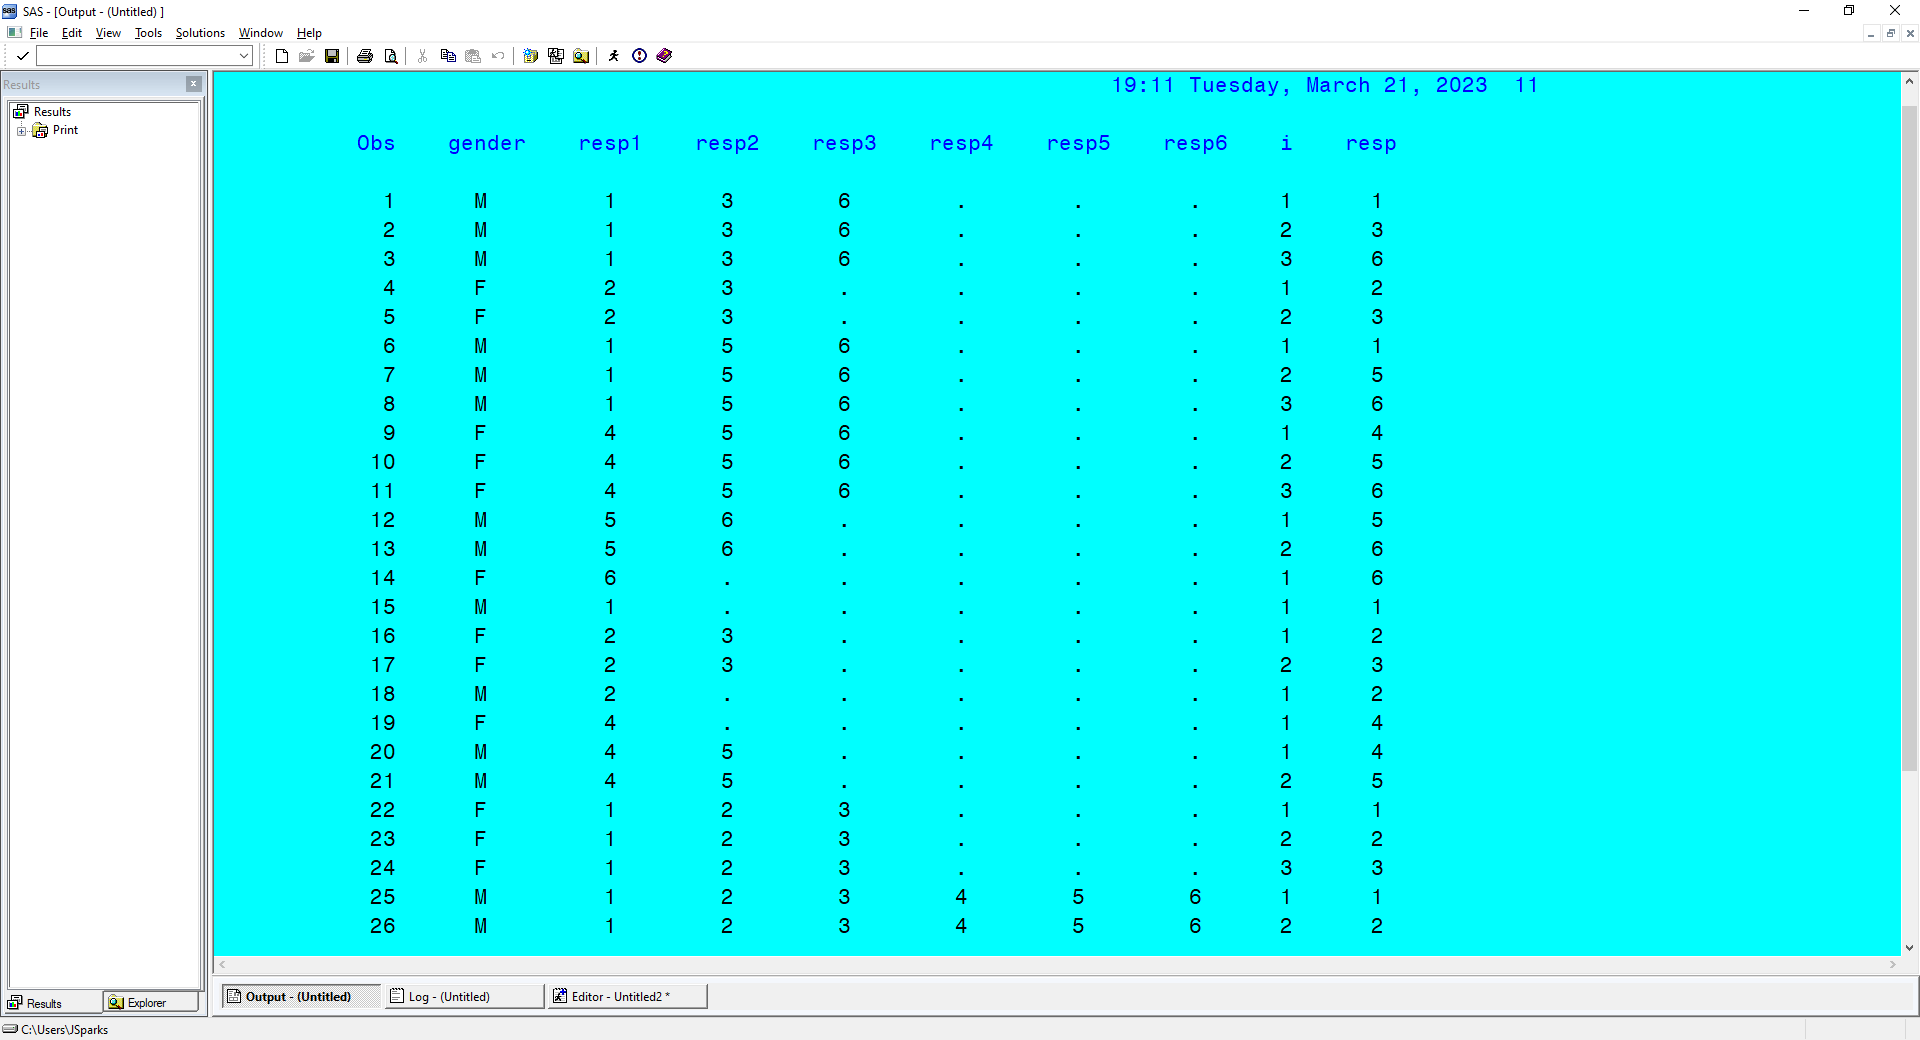 SAS - [Output - (Untitled) ]
File Edit View Tools Solutions Window Help
Results
Results
Print
19:11 Tuesday, March 21, 2023 11
Obs gender resp1 resp2 resp3 resp4 resp5 resp6 i resp
1 M 1 3 6 . . . 1 1
2 M 1 3 6 . . . 2 3
3 M 1 3 6 . . . 3 6
4 F 2 3 . . . . 1 2
5 F 2 3 . . . . 2 3
6 M 1 5 6 . . . 1 1
7 M 1 5 6 . . . 2 5
8 M 1 5 6 . . . 3 6
9 F 4 5 6 . . . 1 4
10 F 4 5 6 . . . 2 5
11 F 4 5 6 . . . 3 6
12 M 5 6 . . . . 1 5
13 M 5 6 . . . . 2 6
14 F 6 . . . . . 1 6
15 M 1 . . . . . 1 1
16 F 2 3 . . . . 1 2
17 F 2 3 . . . . 2 3
18 M 2 . . . . . 1 2
19 F 4 . . . . . 1 4
20 M 4 5 . . . . 1 4
21 M 4 5 . . . . 2 5
22 F 1 2 3 . . . 1 1
23 F 1 2 3 . . . 2 2
24 F 1 2 3 . . . 3 3
25 M 1 2 3 4 5 6 1 1
26 M 1 2 3 4 5 6 2 2
Results Explorer
Output - (Untitled) Log - (Untitled) Editor - Untitled2 *
C:\Users\JSparks